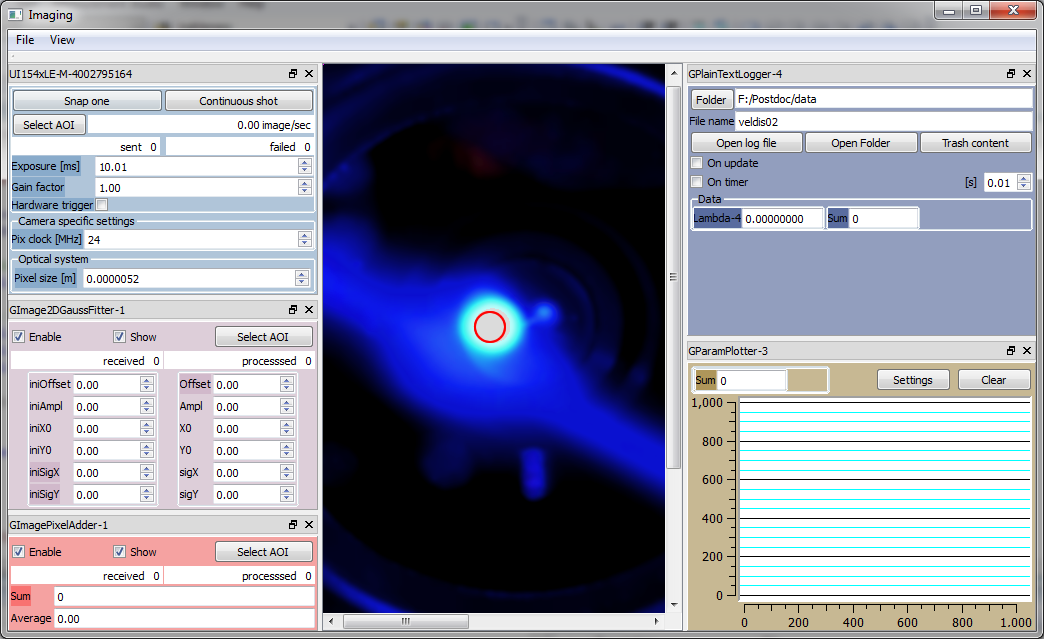 Imaging
File View
UI154xLE-M-4002795164
Snap one Continuous shot
Select AOI 0.00 image/sec
sent 0 failed 0
Exposure [ms] 10.01
Gain factor 1.00
Hardware trigger
Camera specific settings
Pix clock [MHz] 24
Optical system
Pixel size [m] 0.0000052
GImage2DGaussFitter-1
Enable Show Select AOI
received 0 processsed 0
iniOffset 0.00 Offset 0.00
iniAmpl 0.00 Ampl 0.00
iniX0 0.00 X0 0.00
iniY0 0.00 Y0 0.00
iniSigX 0.00 sigX 0.00
iniSigY 0.00 sigY 0.00
GImagePixelAdder-1
Enable Show Select AOI
received 0 processsed 0
Sum 0
Average 0.00
GPlainTextLogger-4
Folder F:/Postdoc/data
File name veldis02
Open log file Open Folder Trash content
On update
On timer [s] 0.01
Data
Lambda-4 0.00000000 Sum 0
GParamPlotter-3
Sum 0 Settings Clear
1,000
800
600
400
200
0
0 200 400 600 800 1.000